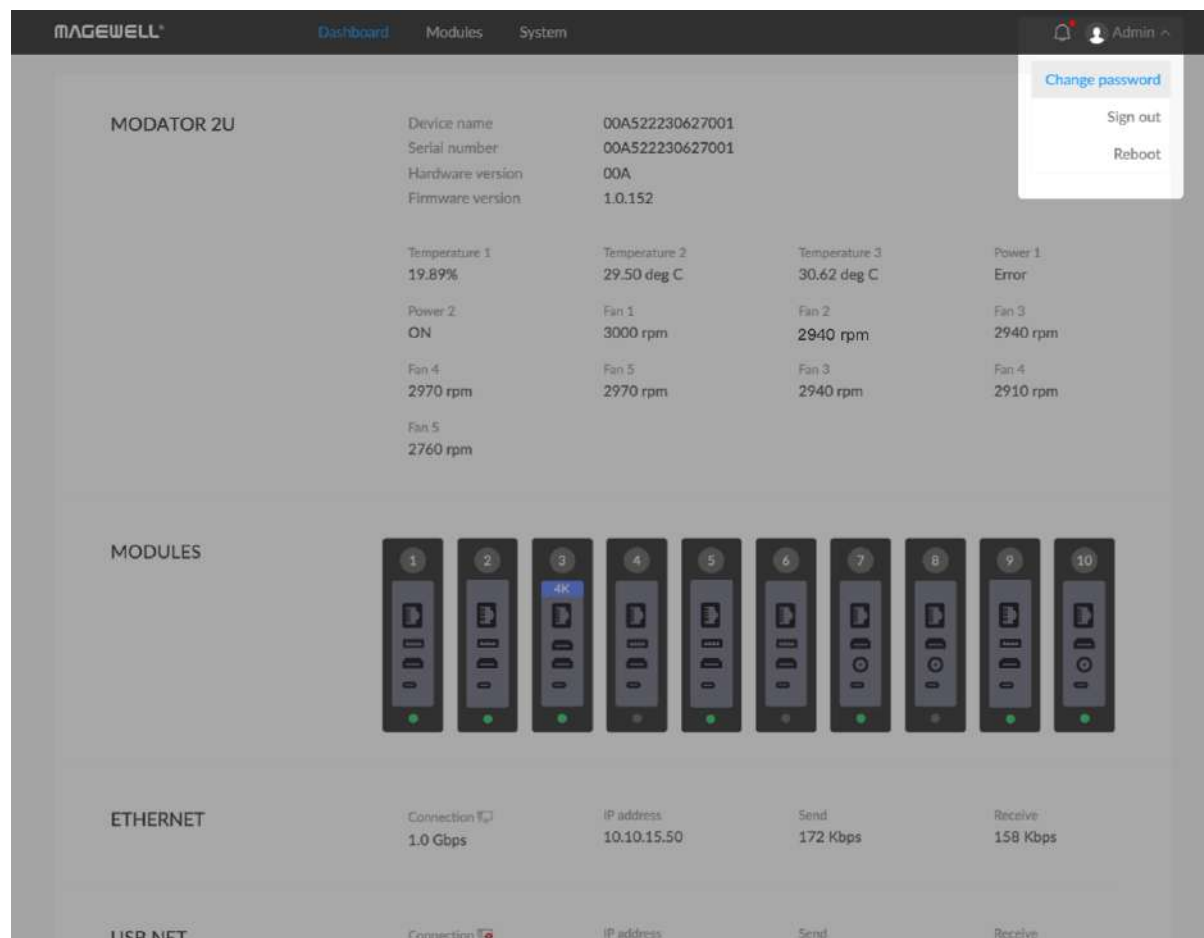 MAGEWELL®
Dashboard Modules System Admin
Change password
Sign out
Reboot
MODATOR 2U
Device name 00A522230627001
Serial number 00A522230627001
Hardware version 00A
Firmware version 1.0.152
Temperature 1 Temperature 2 Temperature 3 Power 1
19.89% 29.50 deg C 30.62 deg C Error
Power 2 Fan 1 Fan 2 Fan 3
ON 3000 rpm 2940 rpm 2940 rpm
Fan 4 Fan 5 Fan 3 Fan 4
2970 rpm 2970 rpm 2940 rpm 2910 rpm
Fan 5
2760 rpm
MODULES
1 2 3 4 5 6 7 8 9 10
4K
ETHERNET
Connection IP address Send Receive
1.0 Gbps 10.10.15.50 172 Kbps 158 Kbps
USB NET Connection IP address Send Receive